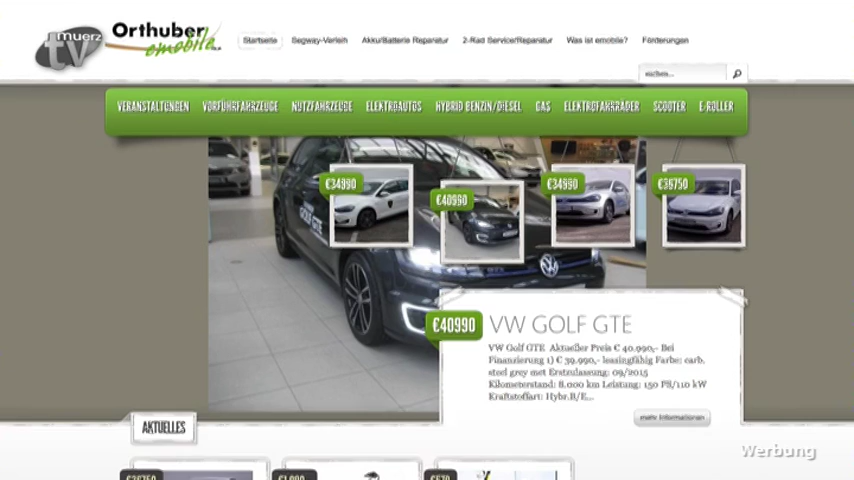 muerz
tv
Orthuber
emobile
Startseite Segway-Verleih Akku/Batterie Reparatur 2-Rad Service/Reparatur Was ist emobile? Förderungen
suchen...
VERANSTALTUNGEN VORFÜHRFAHRZEUGE NUTZFAHRZEUGE ELEKTROAUTOS HYBRID BENZIN/DIESEL GAS ELEKTROFAHRRÄDER SCOOTER E-ROLLER
€34990 €40990 €34990 €36750
GOLF GTE
€40990 VW GOLF GTE
VW Golf GTE Aktueller Preis € 40.990,- Bei
Finanzierung 1) € 39.990,- leasingfähig Farbe: carb.
steel grey met Erstzulassung: 09/2015
Kilometerstand: 8.000 km Leistung: 150 PS/110 kW
Kraftstoffart: Hybr.B/E...
mehr Informationen
AKTUELLES
Werbung
€36750